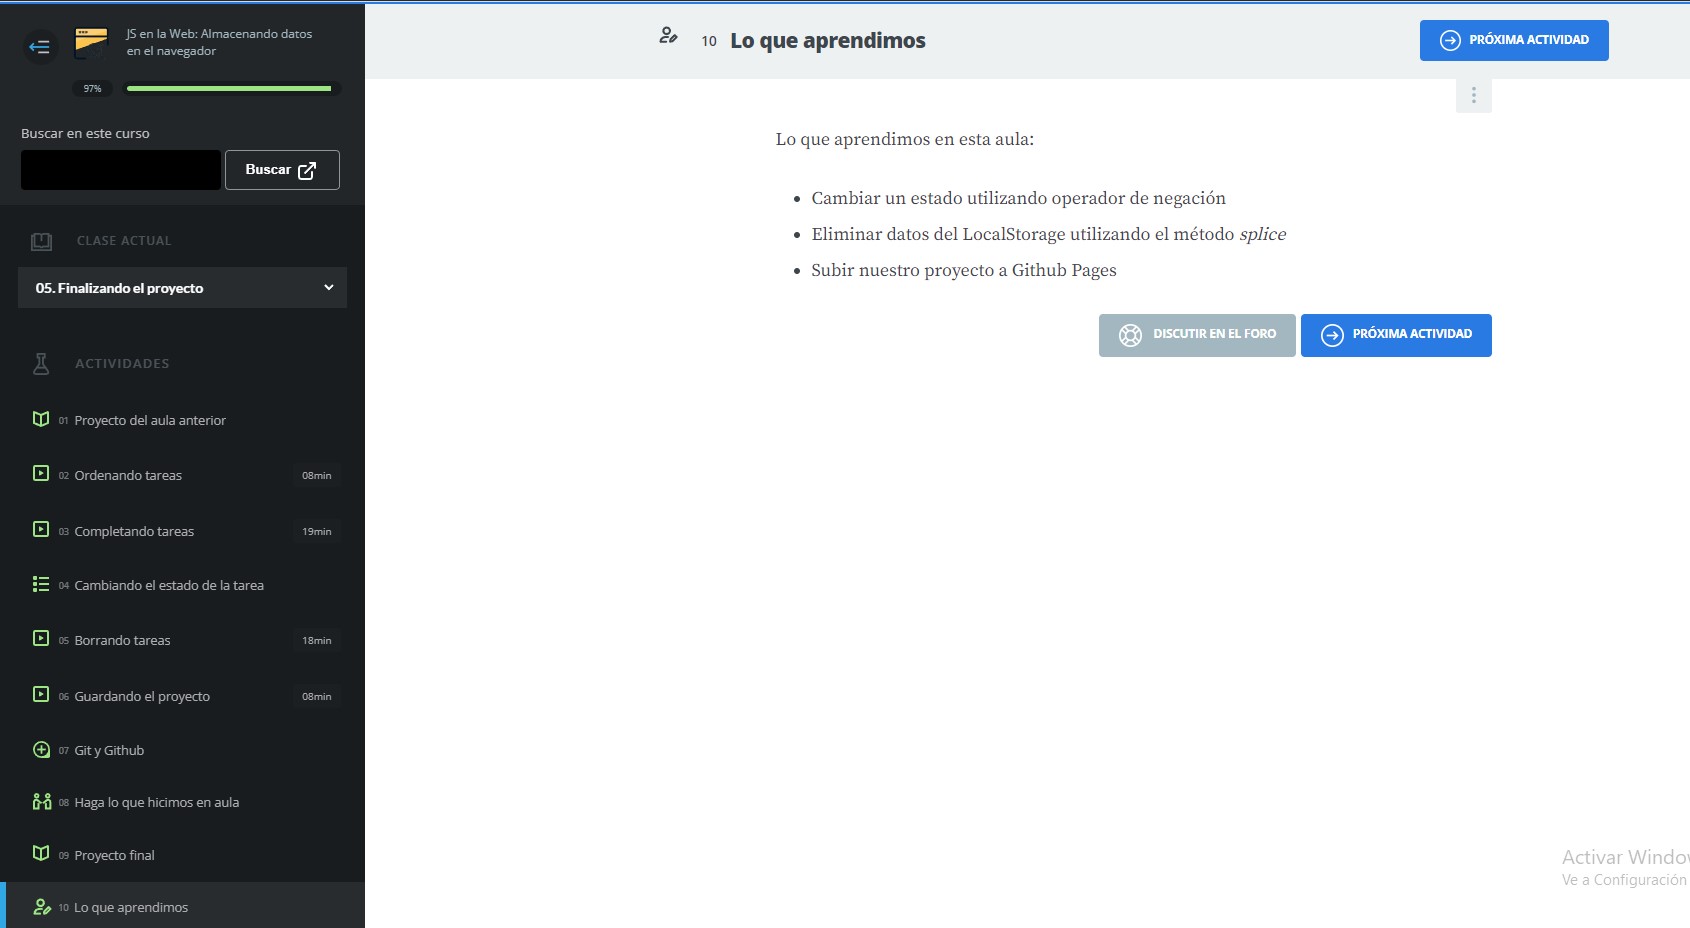 JS en la Web: Almacenando datos
en el navegador
97%
Buscar en este curso
Buscar
CLASE ACTUAL
05. Finalizando el proyecto
ACTIVIDADES
01 Proyecto del aula anterior
02 Ordenando tareas 08min
03 Completando tareas 19min
04 Cambiando el estado de la tarea
05 Borrando tareas 18min
06 Guardando el proyecto 08min
07 Git y Github
08 Haga lo que hicimos en aula
09 Proyecto final
10 Lo que aprendimos
10 Lo que aprendimos
PRÓXIMA ACTIVIDAD
Lo que aprendimos en esta aula:
Cambiar un estado utilizando operador de negación
Eliminar datos del LocalStorage utilizando el método splice
Subir nuestro proyecto a Github Pages
DISCUTIR EN EL FORO
PRÓXIMA ACTIVIDAD
Activar Window
Ve a Configuración